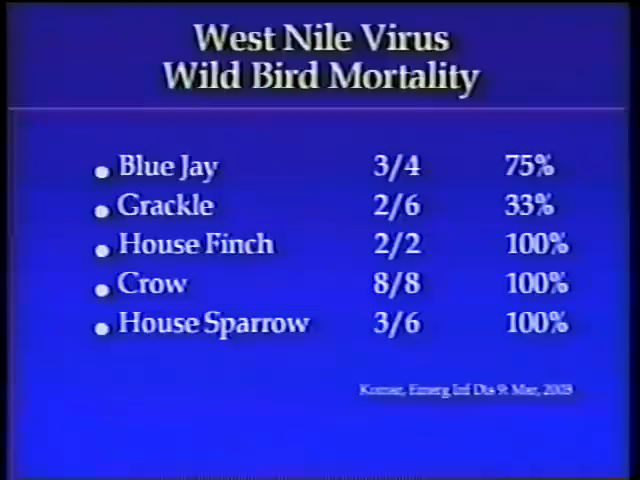 West Nile Virus
Wild Bird Mortality
• Blue Jay 3/4 75%
• Grackle 2/6 33%
• House Finch 2/2 100%
• Crow 8/8 100%
• House Sparrow 3/6 100%
Komar, Emerg Inf Dis 9: Mar, 2003